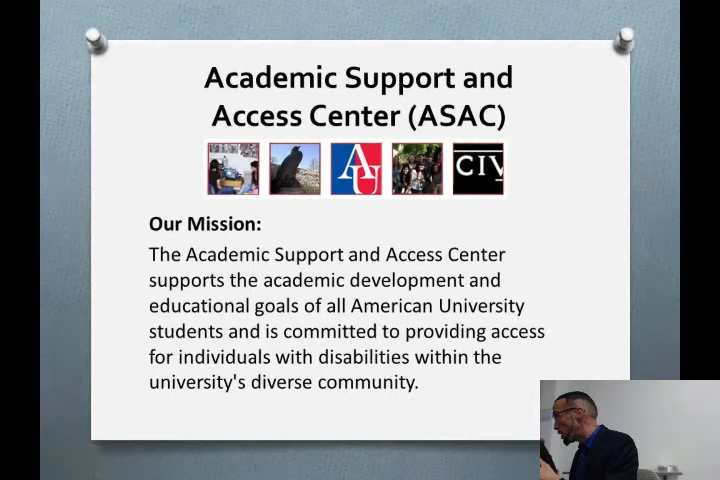 Academic Support and
Access Center (ASAC)
AU
CIV
Our Mission:
The Academic Support and Access Center
supports the academic development and
educational goals of all American University
students and is committed to providing access
for individuals with disabilities within the
university's diverse community.